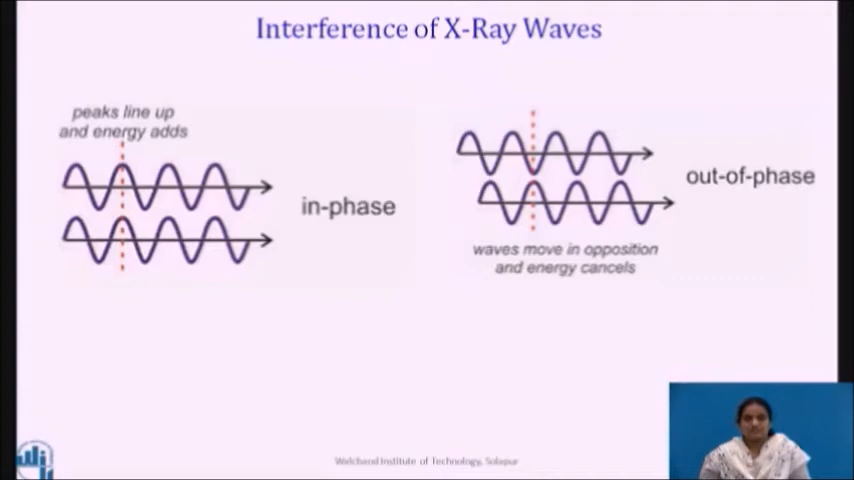 Interference of X-Ray Waves
peaks line up
and energy adds
in-phase
out-of-phase
waves move in opposition
and energy cancels
Walchand Institute of Technology, Solapur